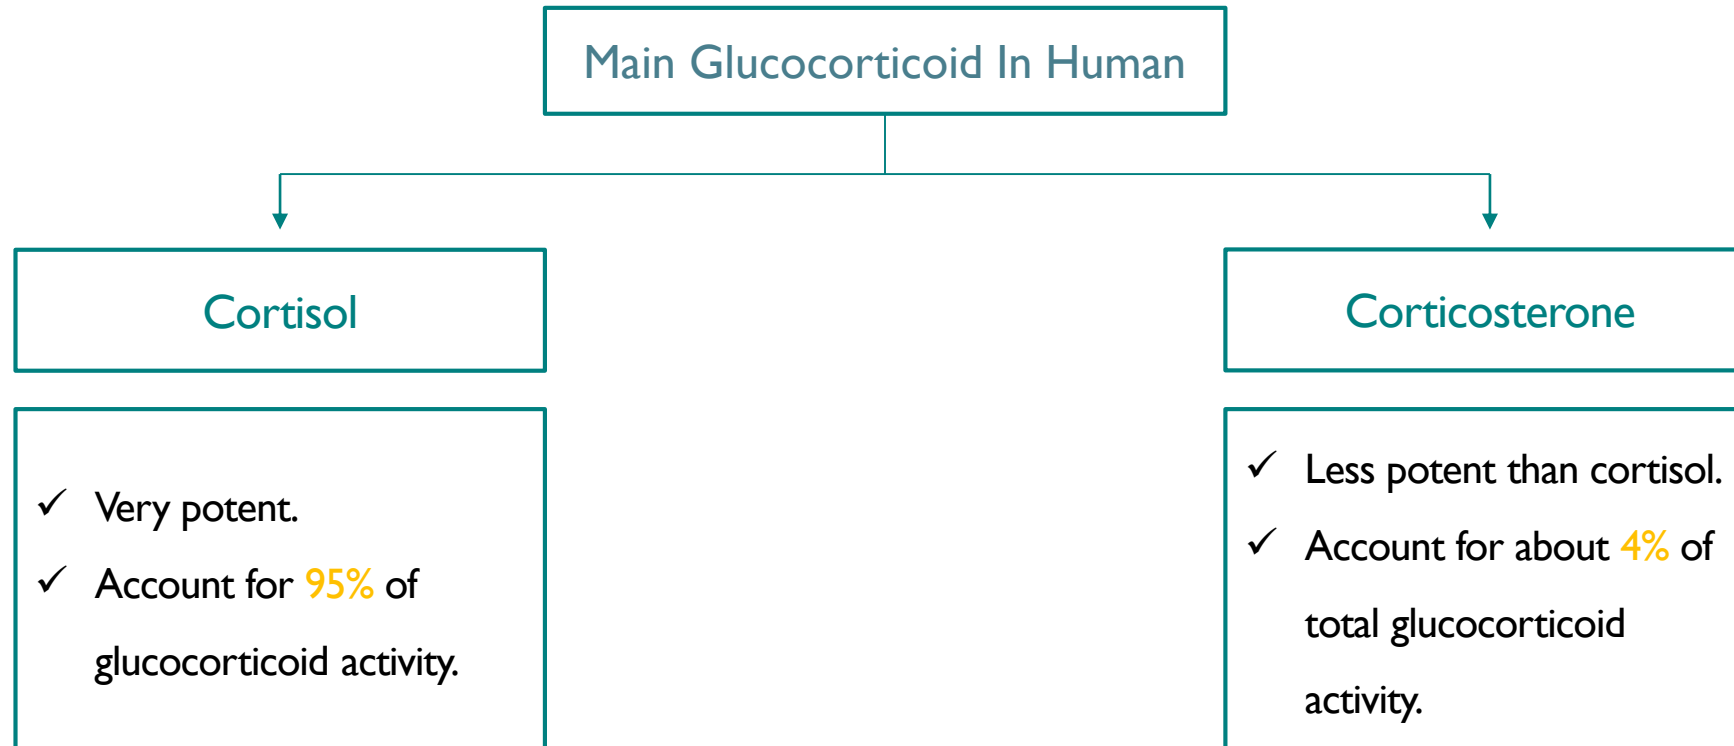 Main Glucocorticoid In Human
Cortisol
Corticosterone
✓ Very potent.
✓ Account for 95% of
glucocorticoid activity.
✓ Less potent than cortisol.
✓ Account for about 4% of
total glucocorticoid
activity.